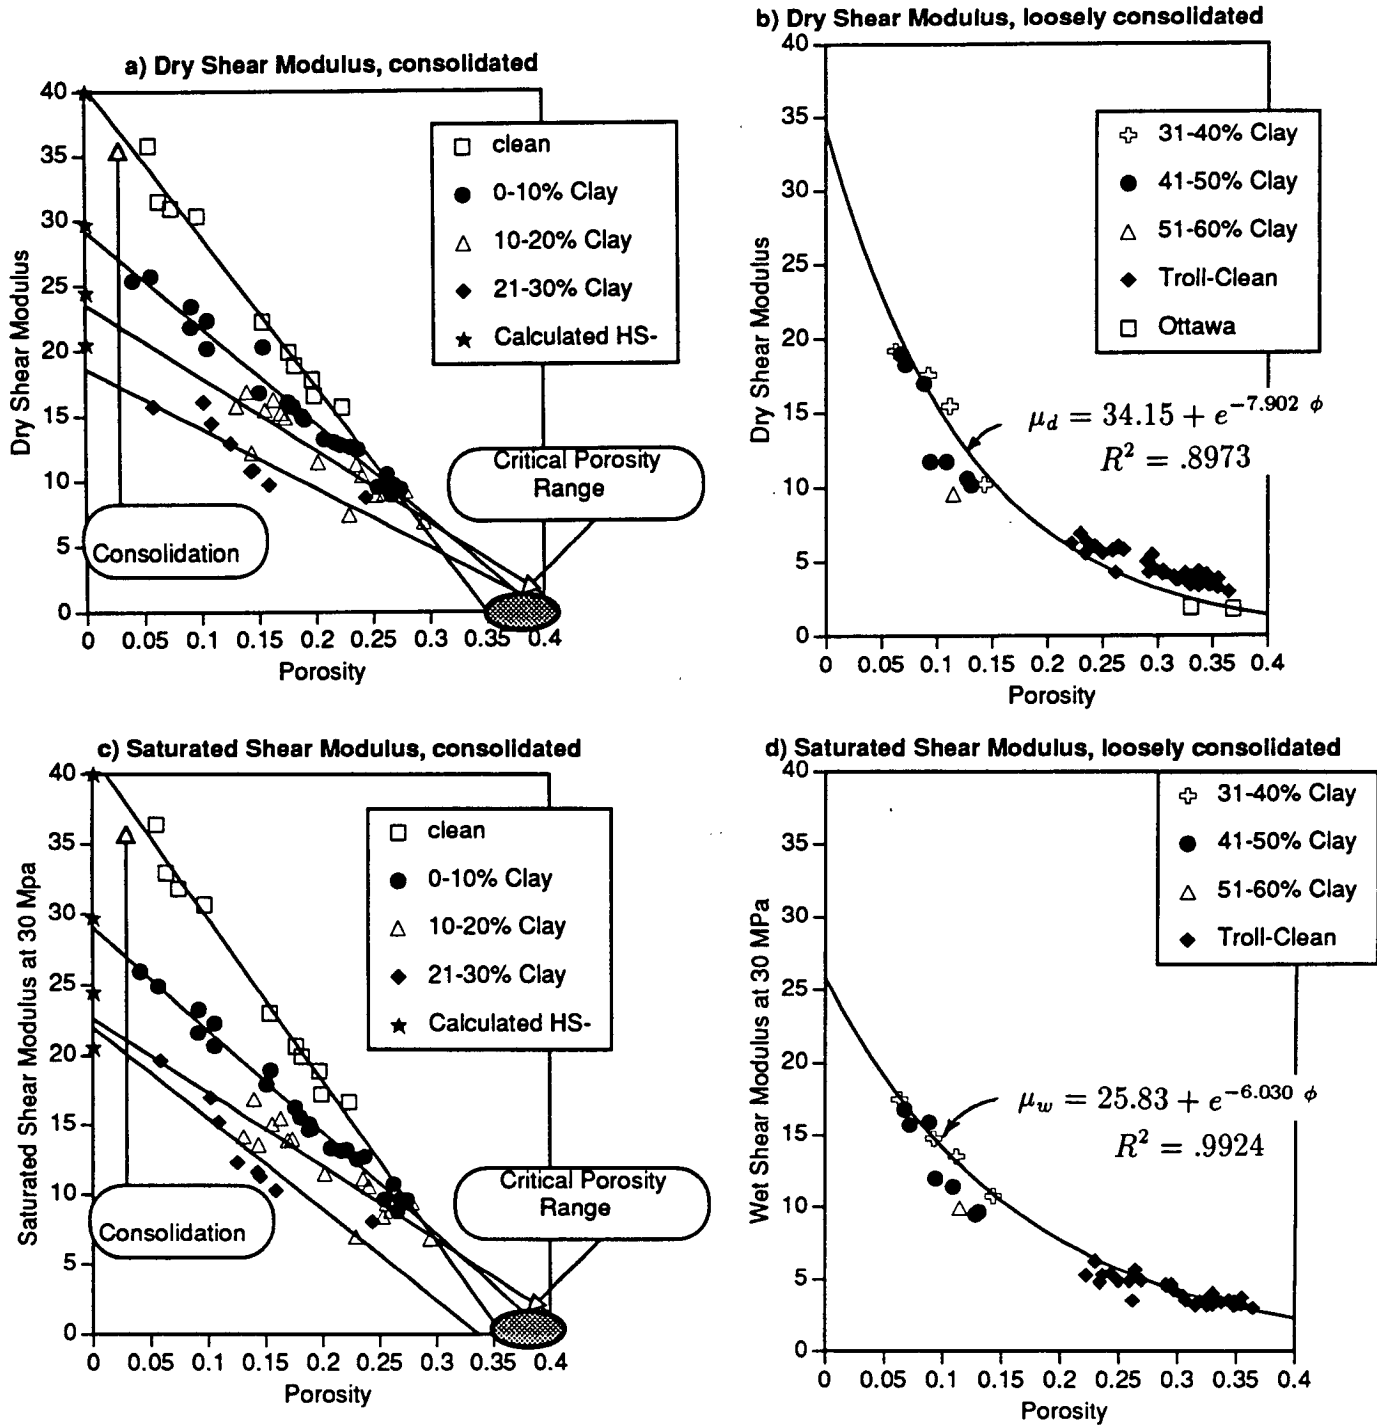 a) Dry Shear Modulus, consolidated
40
35
30
25
20
15
10
5
0
Dry Shear Modulus
clean
0-10% Clay
10-20% Clay
21-30% Clay
Calculated HS-
Critical Porosity
Range
Consolidation
0 0.05 0.1 0.15 0.2 0.25 0.3 0.35 0.4
Porosity
b) Dry Shear Modulus, loosely consolidated
40
35
30
25
20
15
10
5
0
Dry Shear Modulus
31-40% Clay
41-50% Clay
51-60% Clay
Troll-Clean
Ottawa
μ_d = 34.15 + e^{-7.902 ϕ}
R² = .8973
0 0.05 0.1 0.15 0.2 0.25 0.3 0.35 0.4
Porosity
c) Saturated Shear Modulus, consolidated
40
35
30
25
20
15
10
5
0
Saturated Shear Modulus at 30 Mpa
clean
0-10% Clay
10-20% Clay
21-30% Clay
Calculated HS-
Critical Porosity
Range
Consolidation
0 0.05 0.1 0.15 0.2 0.25 0.3 0.35 0.4
Porosity
d) Saturated Shear Modulus, loosely consolidated
40
35
30
25
20
15
10
5
0
Wet Shear Modulus at 30 MPa
31-40% Clay
41-50% Clay
51-60% Clay
Troll-Clean
μ_w = 25.83 + e^{-6.030 ϕ}
R² = .9924
0 0.05 0.1 0.15 0.2 0.25 0.3 0.35 0.4
Porosity